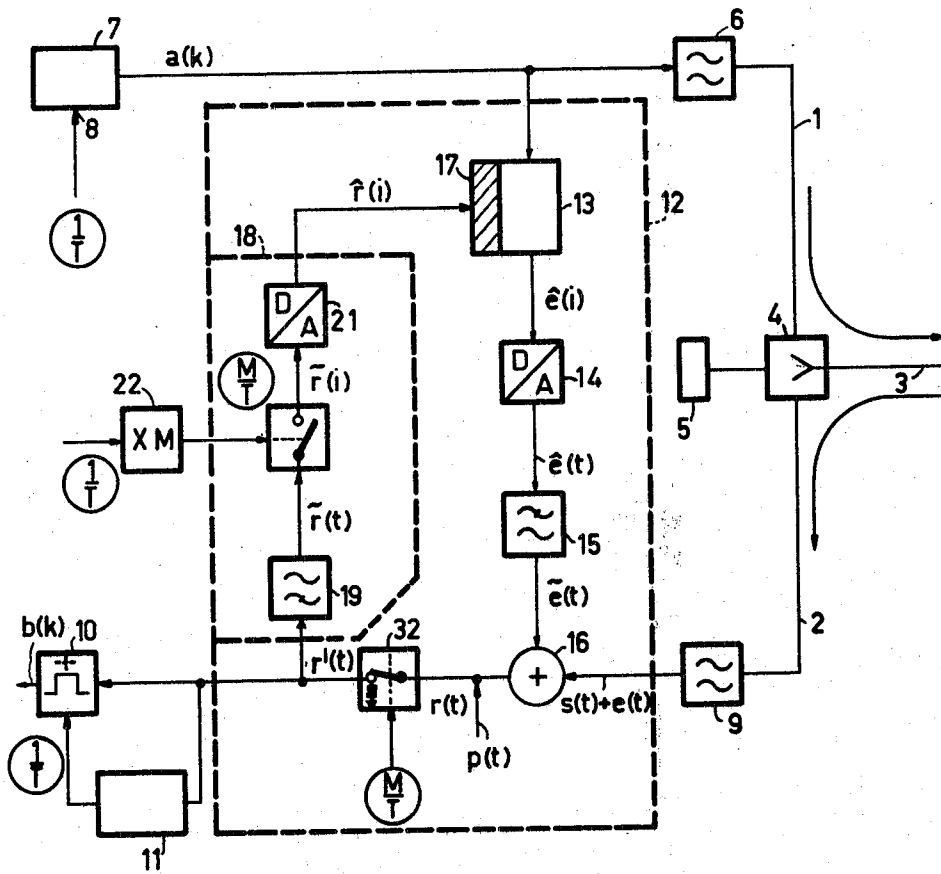 7
a(k)
6
8
1
1/T
17
r̂(i)
13
12
18
ê(i)
4
D/A
21
M/T
r̃(i)
D/A
14
3
22
XM
5
1/T
ê(t)
r̃(t)
15
19
ẽ(t)
2
b(k)
10
32
16
r'(t)
+
r(t)
s(t)+e(t)
9
p(t)
1/T
M/T
11